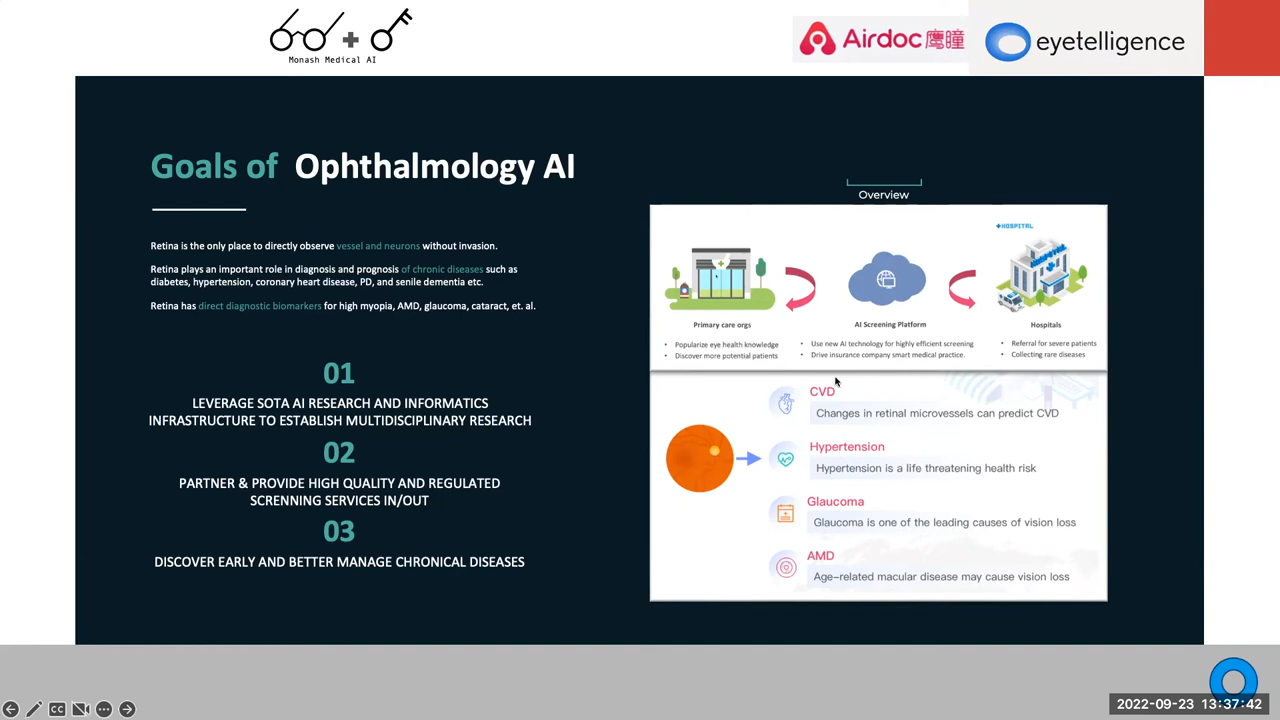 Monash Medical AI
Airdoc鹰瞳
eyetelligence
Goals of Ophthalmology AI
Retina is the only place to directly observe vessel and neurons without invasion.
Retina plays an important role in diagnosis and prognosis of chronic diseases such as
diabetes, hypertension, coronary heart disease, PD, and senile dementia etc.
Retina has direct diagnostic biomarkers for high myopia, AMD, glaucoma, cataract, et. al.
01
LEVERAGE SOTA AI RESEARCH AND INFORMATICS
INFRASTRUCTURE TO ESTABLISH MULTIDISCIPLINARY RESEARCH
02
PARTNER & PROVIDE HIGH QUALITY AND REGULATED
SCRENNING SERVICES IN/OUT
03
DISCOVER EARLY AND BETTER MANAGE CHRONICAL DISEASES
Overview
+HOSPITAL
Primary care orgs
• Popularize eye health knowledge
• Discover more potential patients
AI Screening Platform
• Use new AI technology for highly efficient screening
• Drive insurance company smart medical practice.
Hospitals
• Referral for severe patients
• Collecting rare diseases
CVD
Changes in retinal microvessels can predict CVD
Hypertension
Hypertension is a life threatening health risk
Glaucoma
Glaucoma is one of the leading causes of vision loss
AMD
Age-related macular disease may cause vision loss
CC
2022-09-23 13:37:42